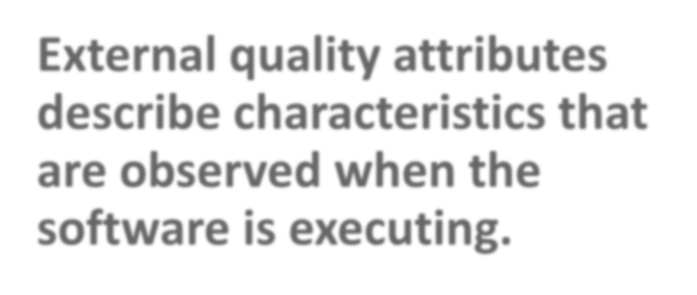 External quality attributes
describe characteristics that
are observed when the
software is executing.